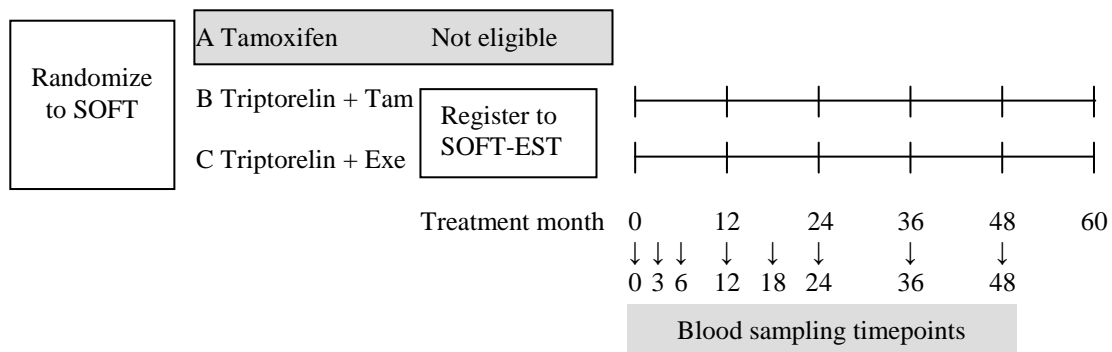 A Tamoxifen Not eligible
Randomize
to SOFT
B Triptorelin + Tam
C Triptorelin + Exe
Register to
SOFT-EST
Treatment month 0 12 24 36 48 60
↓ ↓ ↓ ↓ ↓ ↓ ↓ ↓
0 3 6 12 18 24 36 48
Blood sampling timepoints